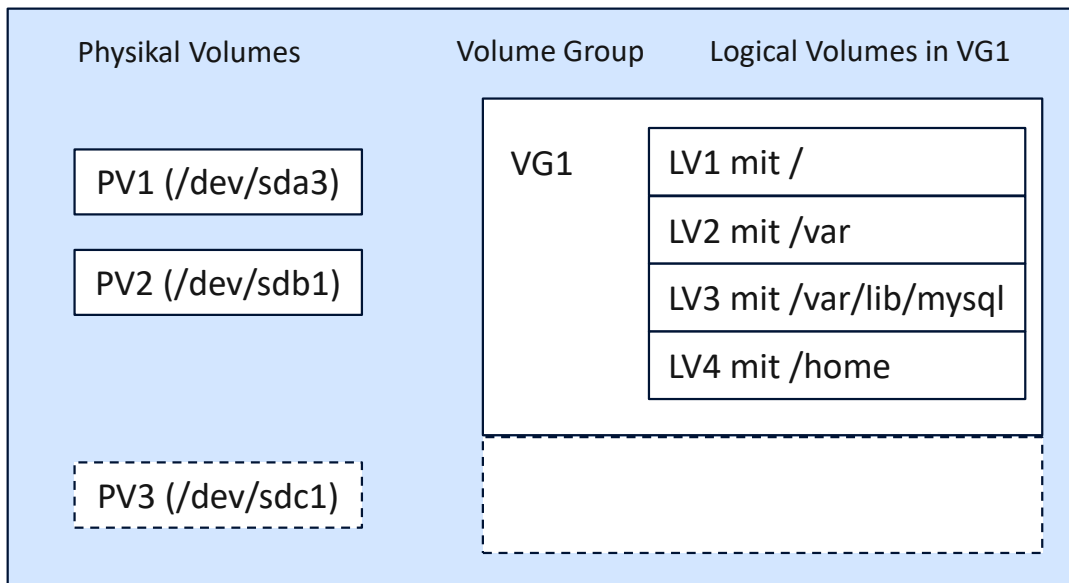 Physikal Volumes
Volume Group
Logical Volumes in VG1
PV1 (/dev/sda3)
PV2 (/dev/sdb1)
PV3 (/dev/sdc1)
VG1
LV1 mit /
LV2 mit /var
LV3 mit /var/lib/mysql
LV4 mit /home